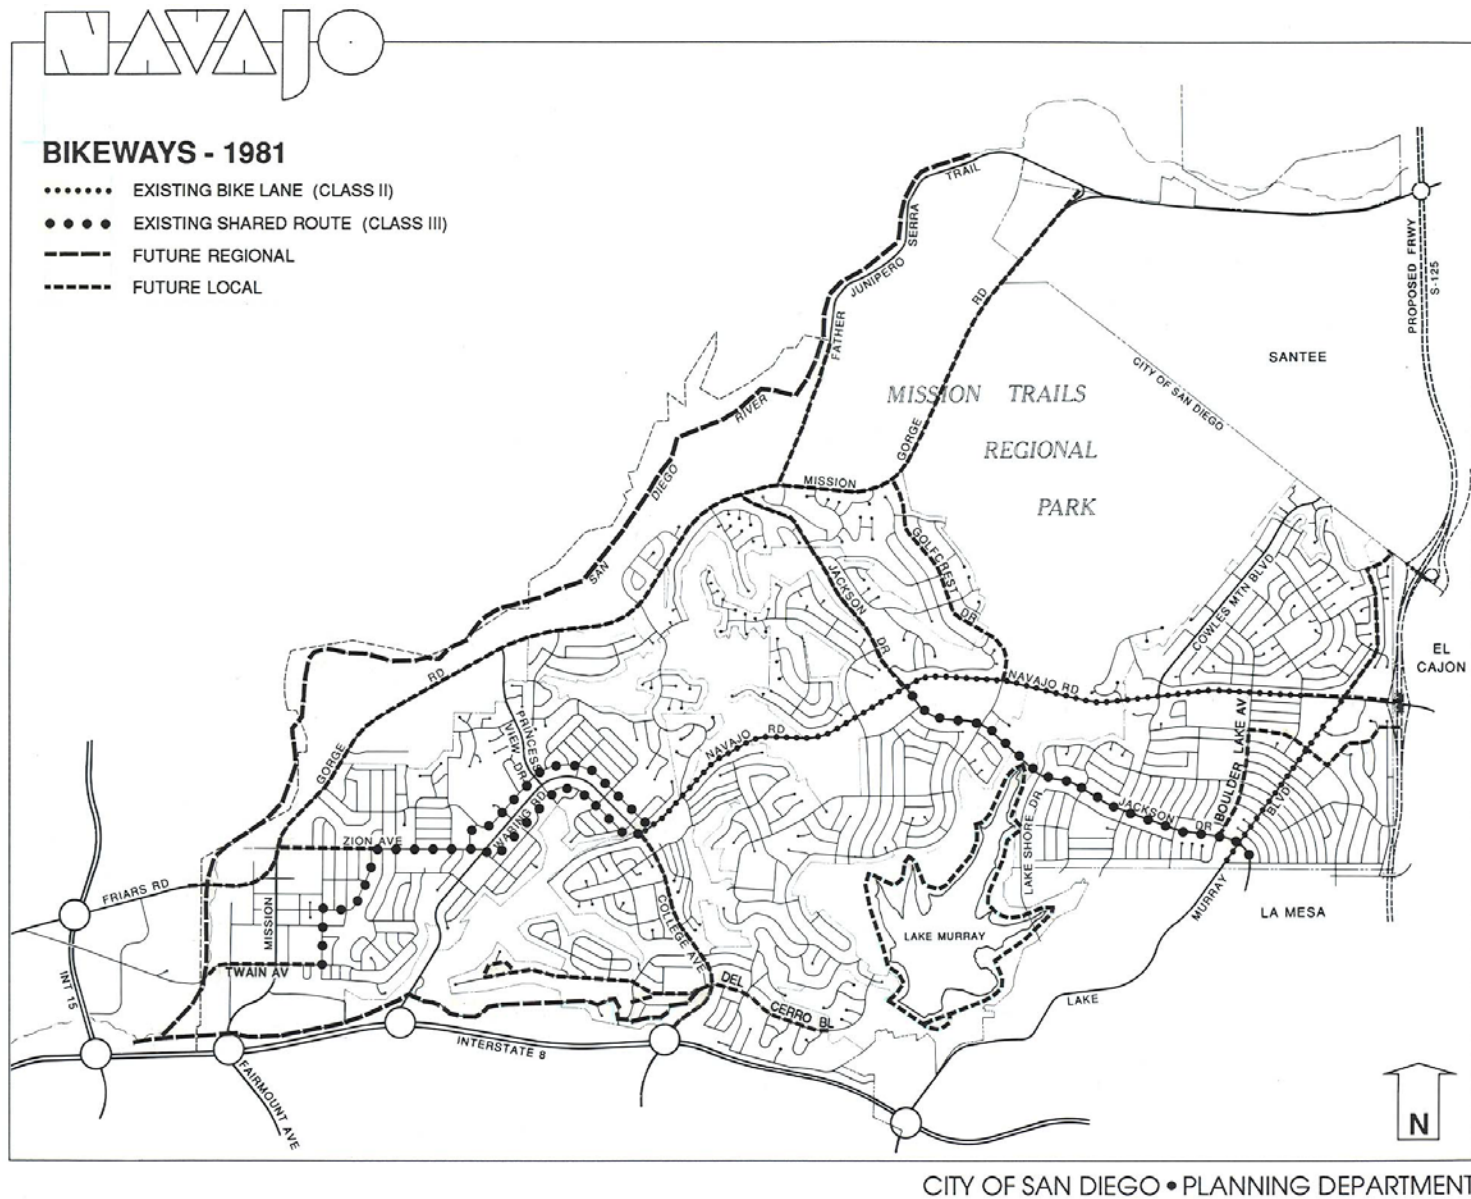 NAVAJO
BIKEWAYS - 1981
EXISTING BIKE LANE (CLASS II)
EXISTING SHARED ROUTE (CLASS III)
FUTURE REGIONAL
FUTURE LOCAL
TRAIL
SERRA
JUNIPERO
FATHER
RD
GORGE
PROPOSED FRWY
S-125
SANTEE
CITY OF SAN DIEGO
MISSION TRAILS
REGIONAL
PARK
RIVER
DIEGO
SAN
MISSION
GOLFCREST
DR
JACKSON
DR
COWLES MTN BLVD
EL
CAJON
NAVAJO RD
NAVAJO RD
RD
GORGE
PRINCESS
VIEW DR
WARING RD
ZION AVE
FRIARS RD
MISSION
TWAIN AV
INT 15
BOULDER LAKE AV
BLVD
JACKSON DR
LAKE SHORE DR
MURRAY
LA MESA
LAKE MURRAY
LAKE
COLLEGE AVE
DEL
CERRO BL
INTERSTATE 8
FAIRMOUNT AVE
N
CITY OF SAN DIEGO • PLANNING DEPARTMENT